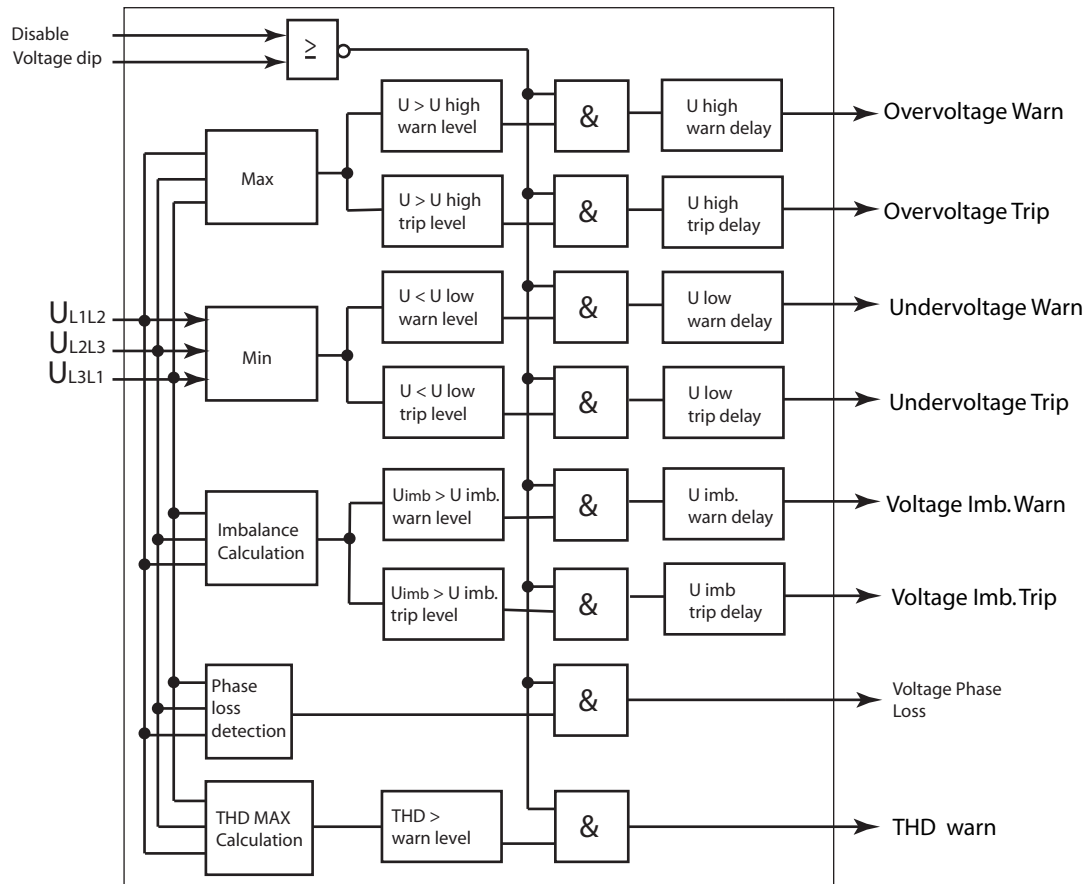 Disable
Voltage dip
≥
U > U high
warn level
&
U high
warn delay
Overvoltage Warn
Max
U > U high
trip level
&
U high
trip delay
Overvoltage Trip
UL1L2
UL2L3
UL3L1
Min
U < U low
warn level
&
U low
warn delay
Undervoltage Warn
U < U low
trip level
&
U low
trip delay
Undervoltage Trip
Imbalance
Calculation
Uimb > U imb.
warn level
&
U imb.
warn delay
Voltage Imb. Warn
Uimb > U imb.
trip level
&
U imb
trip delay
Voltage Imb. Trip
Phase
loss
detection
&
Voltage Phase
Loss
THD MAX
Calculation
THD >
warn level
&
THD warn